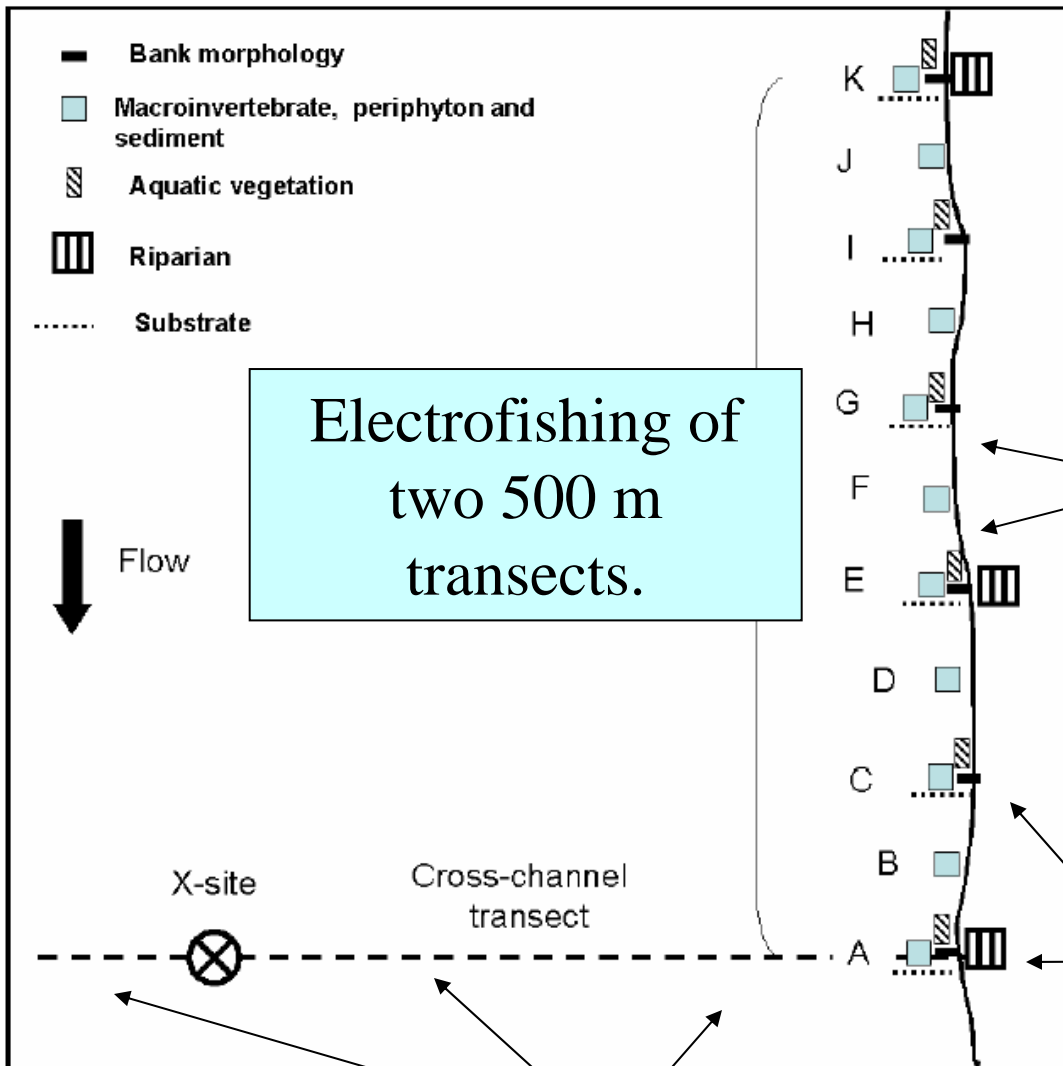 Bank morphology
Macroinvertebrate, periphyton and
sediment
Aquatic vegetation
Riparian
Substrate
Electrofishing of
two 500 m
transects.
Flow
X-site
Cross-channel
transect
K
J
I
H
G
F
E
D
C
B
A